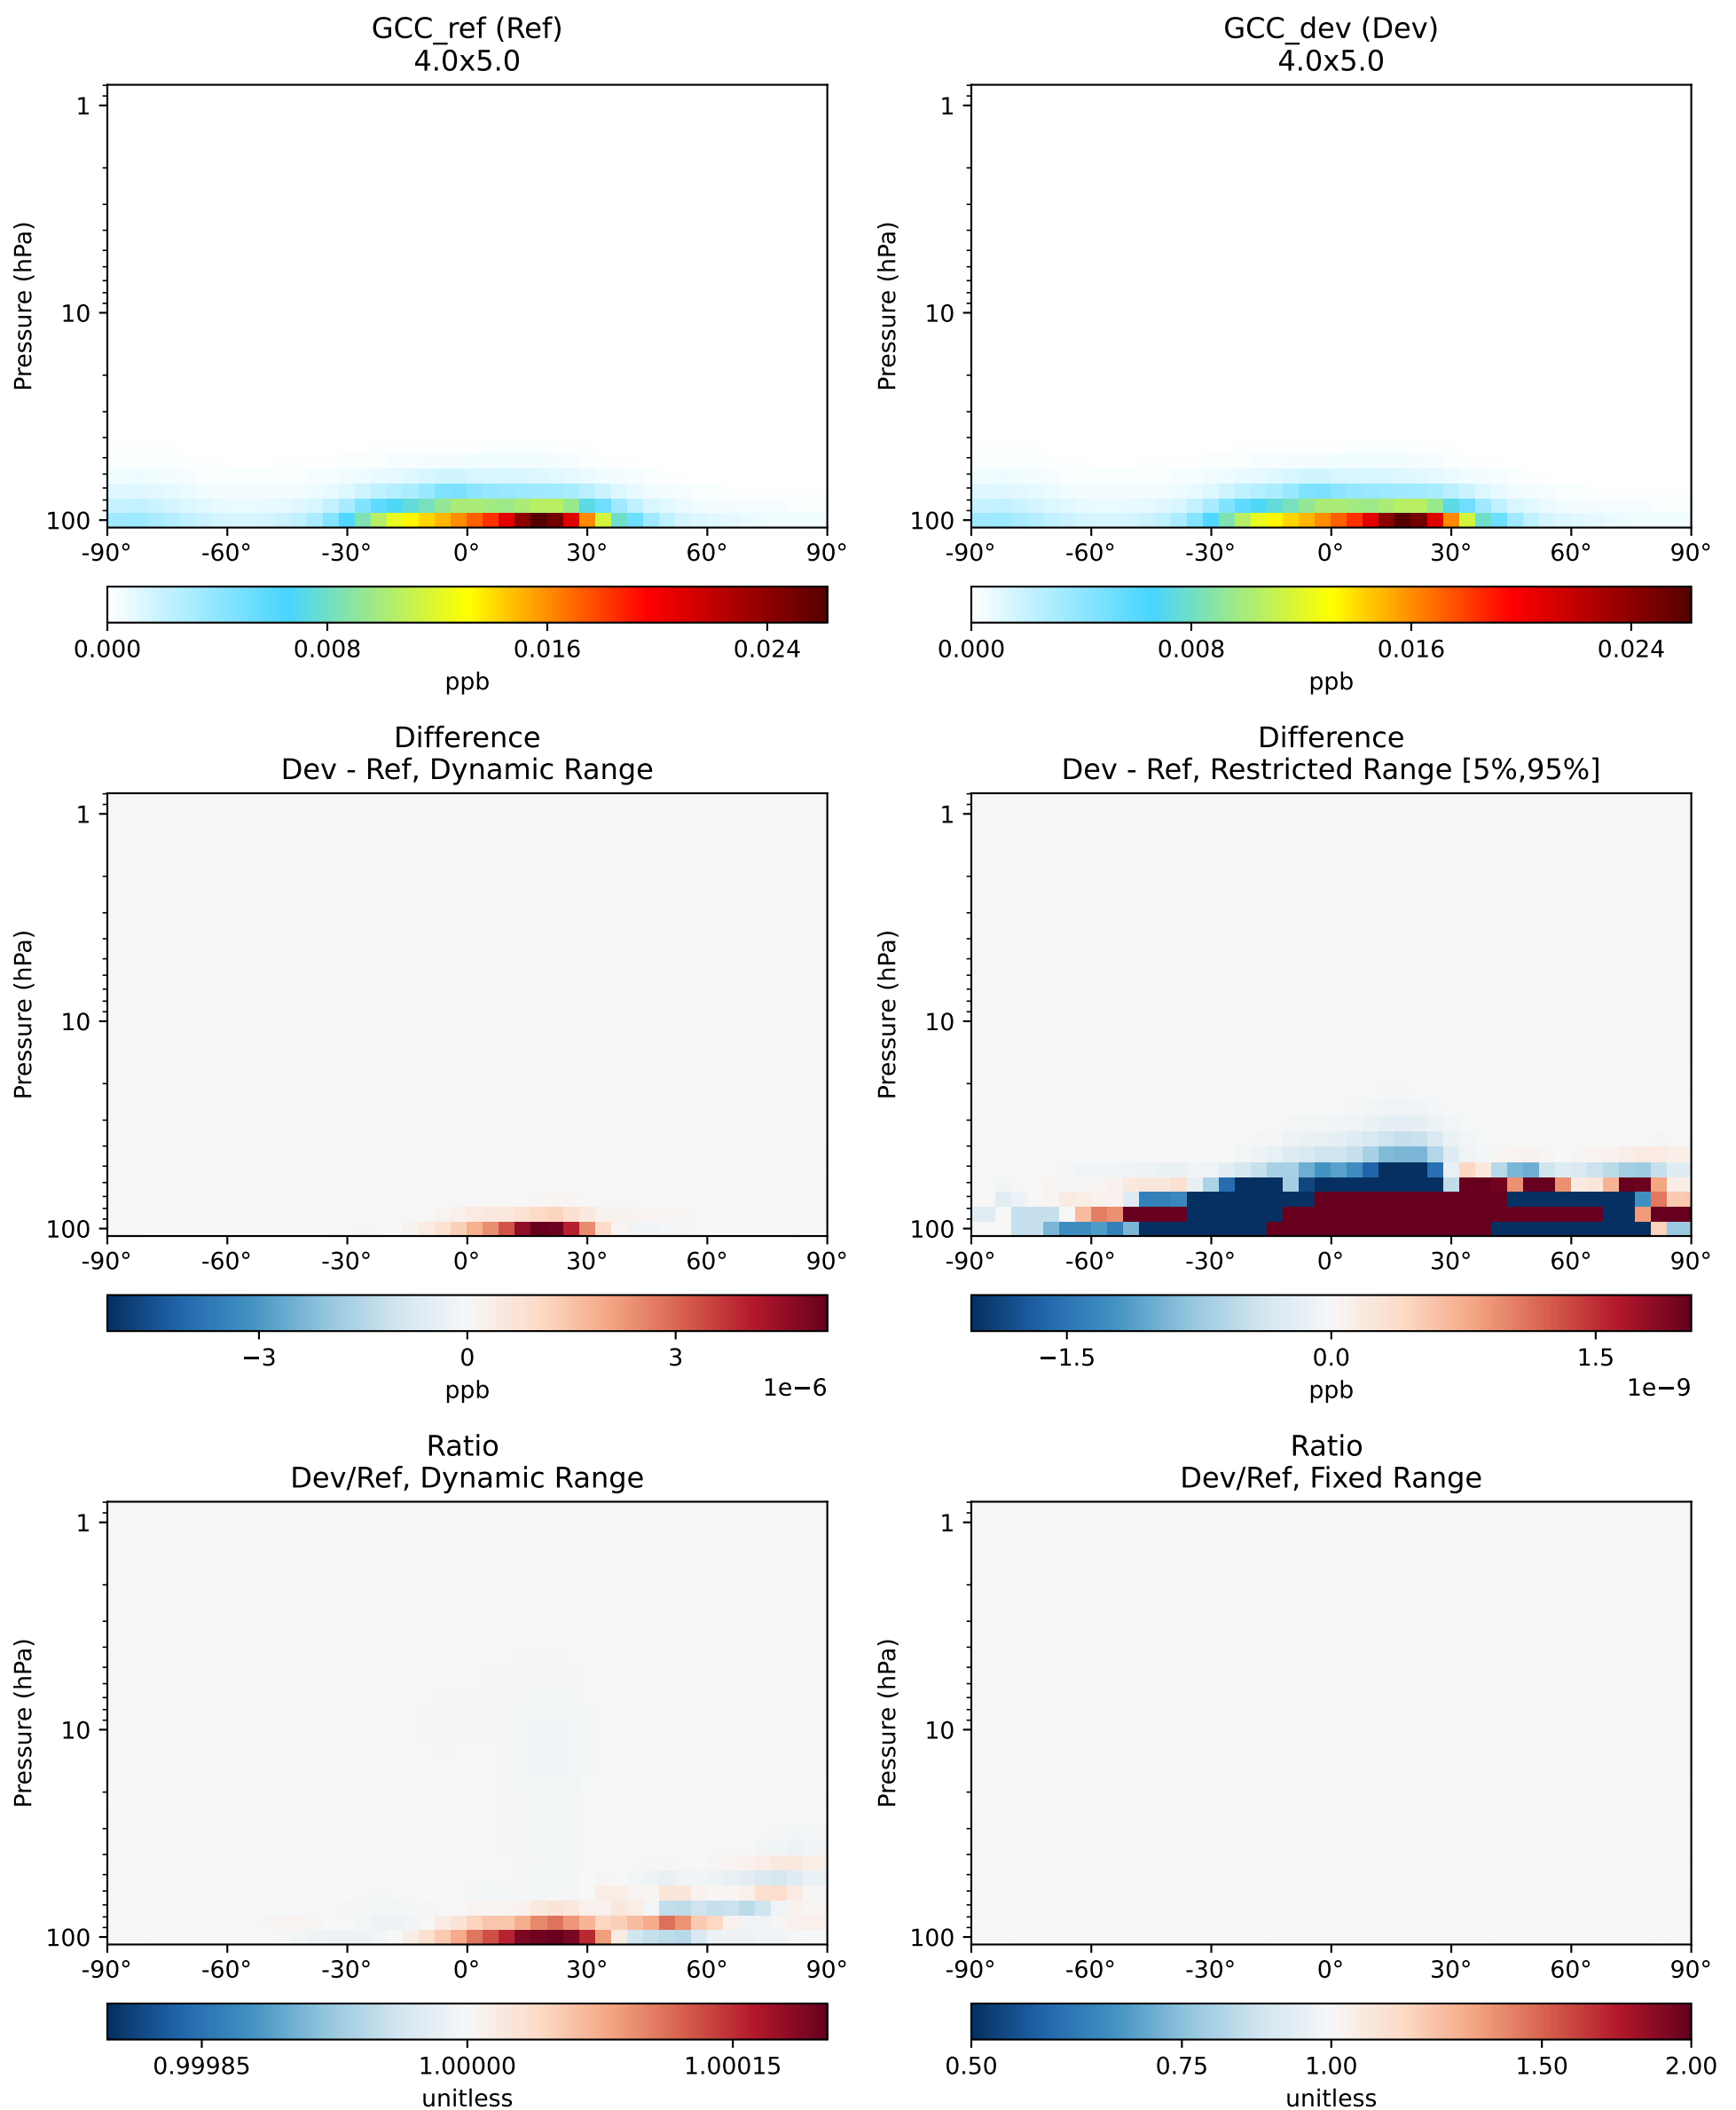 GCC_ref (Ref)
4.0x5.0
Pressure (hPa)
1
10
100
-90° -60° -30° 0° 30° 60° 90°
0.000 0.008 0.016 0.024
ppb
GCC_dev (Dev)
4.0x5.0
Pressure (hPa)
1
10
100
-90° -60° -30° 0° 30° 60° 90°
0.000 0.008 0.016 0.024
ppb
Difference
Dev - Ref, Dynamic Range
Pressure (hPa)
1
10
100
-90° -60° -30° 0° 30° 60° 90°
−3 0 3
1e−6
ppb
Difference
Dev - Ref, Restricted Range [5%,95%]
Pressure (hPa)
1
10
100
-90° -60° -30° 0° 30° 60° 90°
−1.5 0.0 1.5
1e−9
ppb
Ratio
Dev/Ref, Dynamic Range
Pressure (hPa)
1
10
100
-90° -60° -30° 0° 30° 60° 90°
0.99985 1.00000 1.00015
unitless
Ratio
Dev/Ref, Fixed Range
Pressure (hPa)
1
10
100
-90° -60° -30° 0° 30° 60° 90°
0.50 0.75 1.00 1.50 2.00
unitless